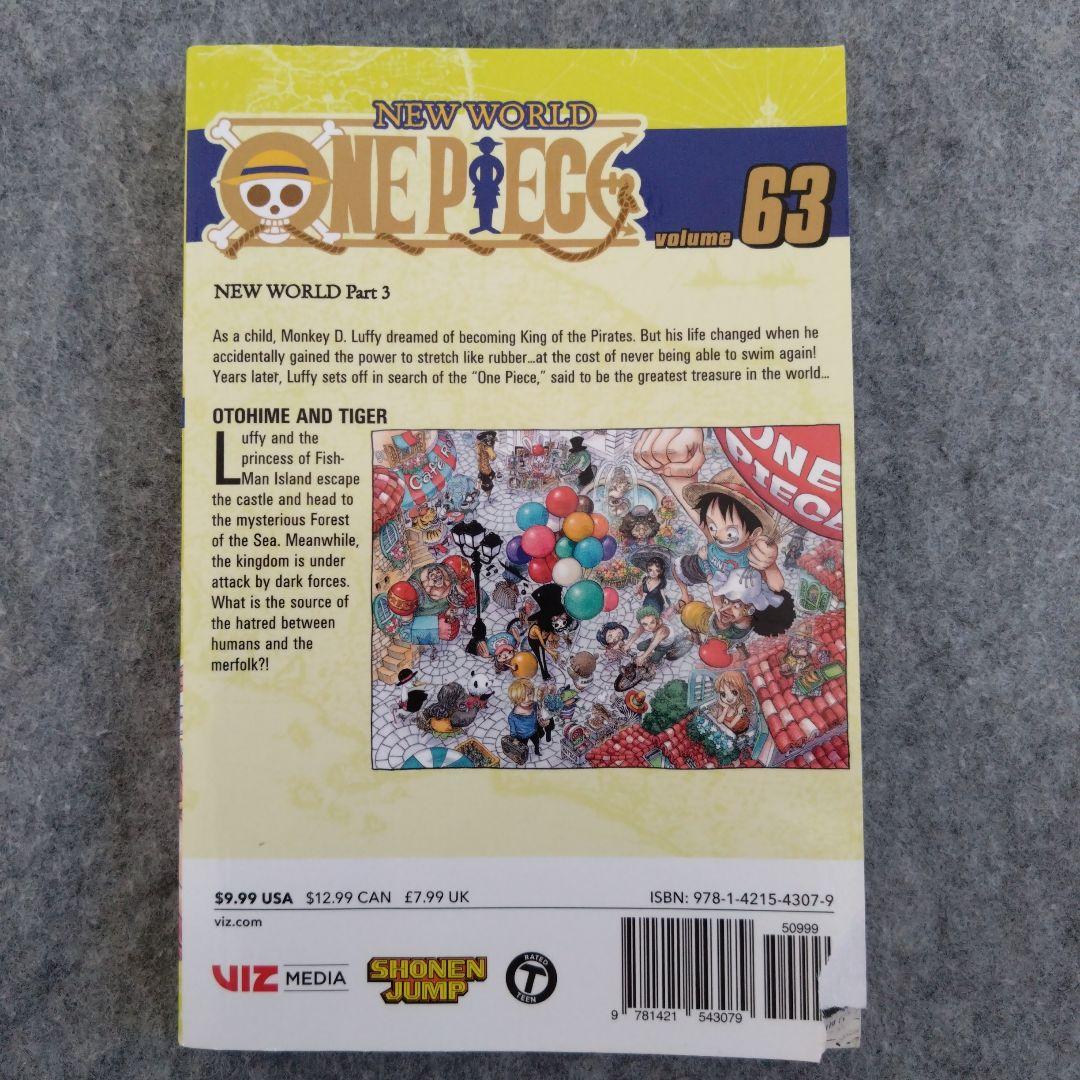 NEW WORLD
ONE PIECE
volume 63
NEW WORLD Part 3
As a child, Monkey D. Luffy dreamed of becoming King of the Pirates. But his life changed when he
accidentally gained the power to stretch like rubber...at the cost of never being able to swim again!
Years later, Luffy sets off in search of the "One Piece," said to be the greatest treasure in the world...
OTOHIME AND TIGER
Luffy and the
princess of Fish-
Man Island escape
the castle and head to
the mysterious Forest
of the Sea. Meanwhile,
the kingdom is under
attack by dark forces.
What is the source of
the hatred between
humans and the
merfolk?!
Cafe
ONE
PIECE
$9.99 USA $12.99 CAN £7.99 UK
ISBN: 978-1-4215-4307-9
viz.com
50999
VIZ MEDIA
SHONEN
JUMP
RATED
T
TEEN
9 781421 543079